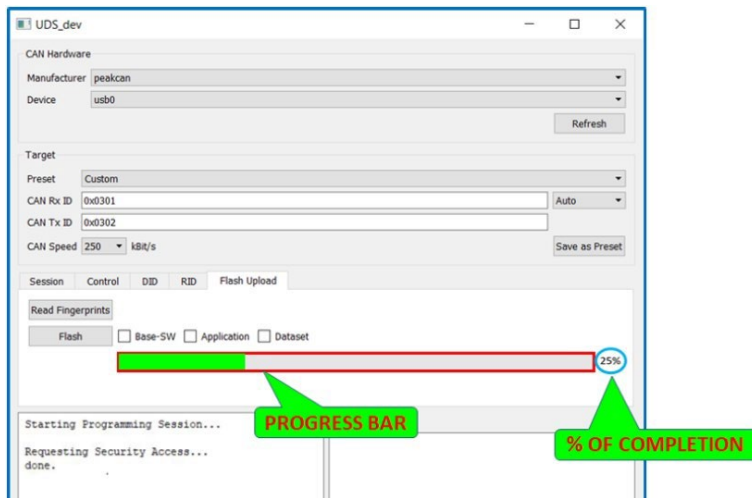 UDS_dev
CAN Hardware
Manufacturer peakcan
Device usb0
Refresh
Target
Preset Custom
CAN Rx ID 0x0301 Auto
CAN Tx ID 0x0302
CAN Speed 250 kBit/s Save as Preset
Session Control DID RID Flash Upload
Read Fingerprints
Flash Base-SW Application Dataset
25%
PROGRESS BAR
% OF COMPLETION
Starting Programming Session...
Requesting Security Access...
done.